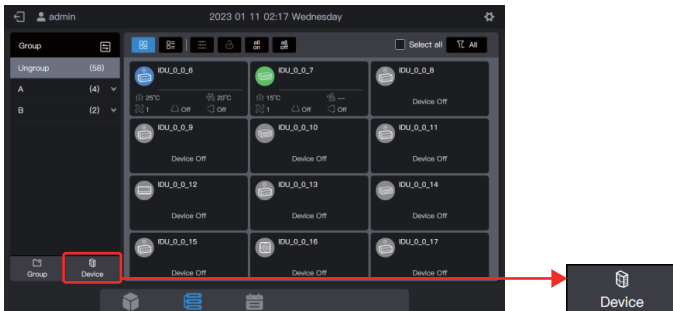 admin
2023 01 11 02:17 Wednesday
Group
all on
all off
Select all
All
Ungroup (58)
A (4)
B (2)
IDU_0_0_6
25°C 20°C
1 Off Off
IDU_0_0_7
15°C --
1 Off Off
IDU_0_0_8
Device Off
IDU_0_0_9
Device Off
IDU_0_0_10
Device Off
IDU_0_0_11
Device Off
IDU_0_0_12
Device Off
IDU_0_0_13
Device Off
IDU_0_0_14
Device Off
IDU_0_0_15
Device Off
IDU_0_0_16
Device Off
IDU_0_0_17
Device Off
Group
Device
Device